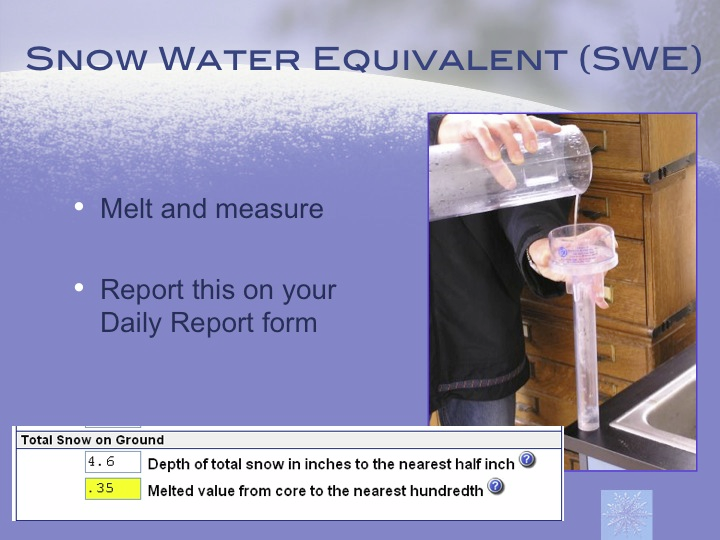 Snow Water Equivalent (SWE)
• Melt and measure
• Report this on your
Daily Report form
Total Snow on Ground
4.6 Depth of total snow in inches to the nearest half inch ?
.35 Melted value from core to the nearest hundredth ?